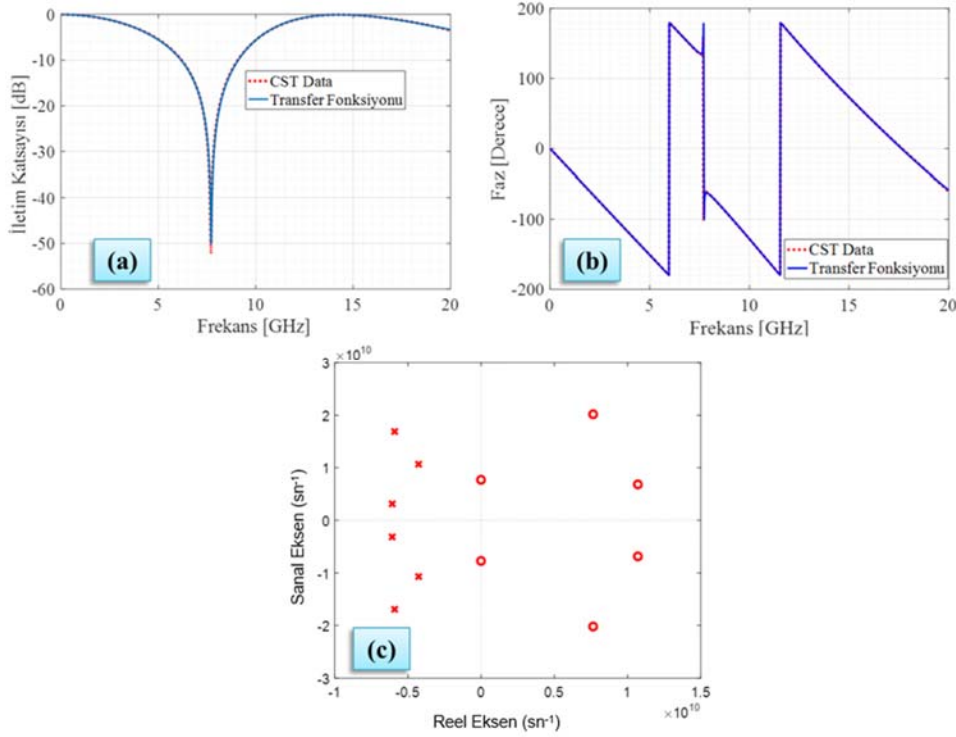 0
-10
-20
-30
-40
-50
-60
İletim Katsayısı [dB]
CST Data
Transfer Fonksiyonu
(a)
0 5 10 15 20
Frekans [GHz]
200
100
0
-100
-200
Faz [Derece]
CST Data
Transfer Fonksiyonu
(b)
0 5 10 15 20
Frekans [GHz]
×10¹⁰
3
2
1
0
-1
-2
-3
Sanal Eksen (sn⁻¹)
(c)
-1 -0.5 0 0.5 1 1.5
×10¹⁰
Reel Eksen (sn⁻¹)